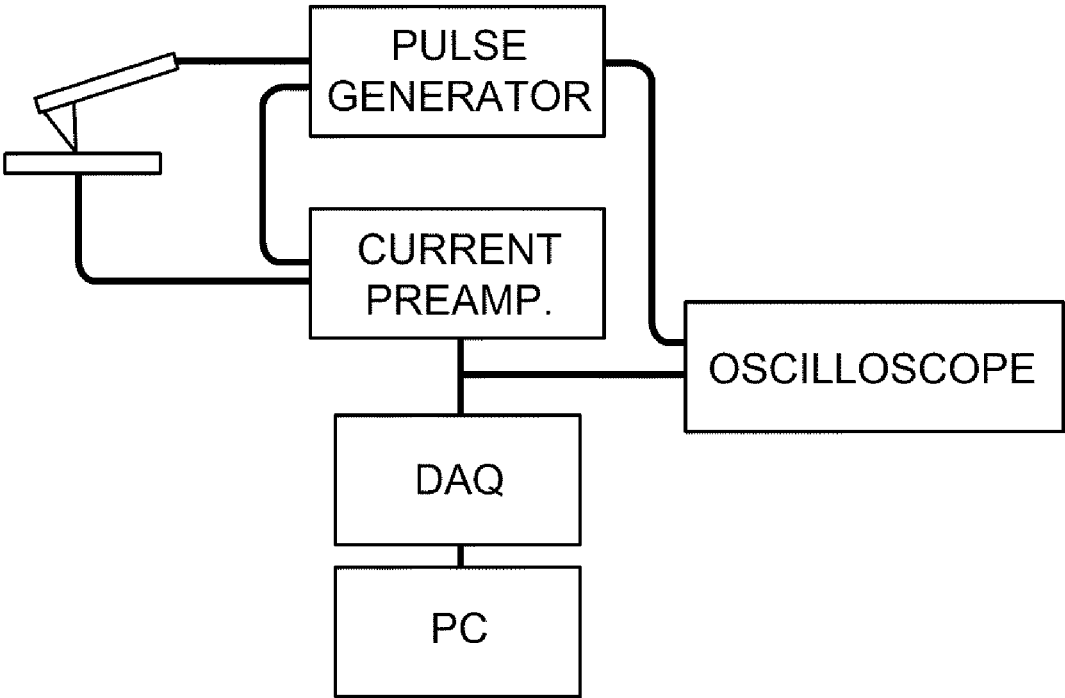 PULSE
GENERATOR
CURRENT
PREAMP.
OSCILLOSCOPE
DAQ
PC